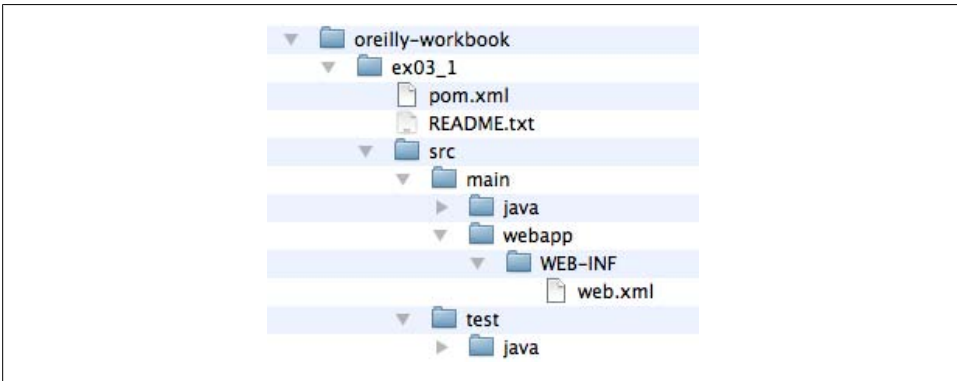 oreilly-workbook
ex03_1
pom.xml
README.txt
src
main
java
webapp
WEB-INF
web.xml
test
java